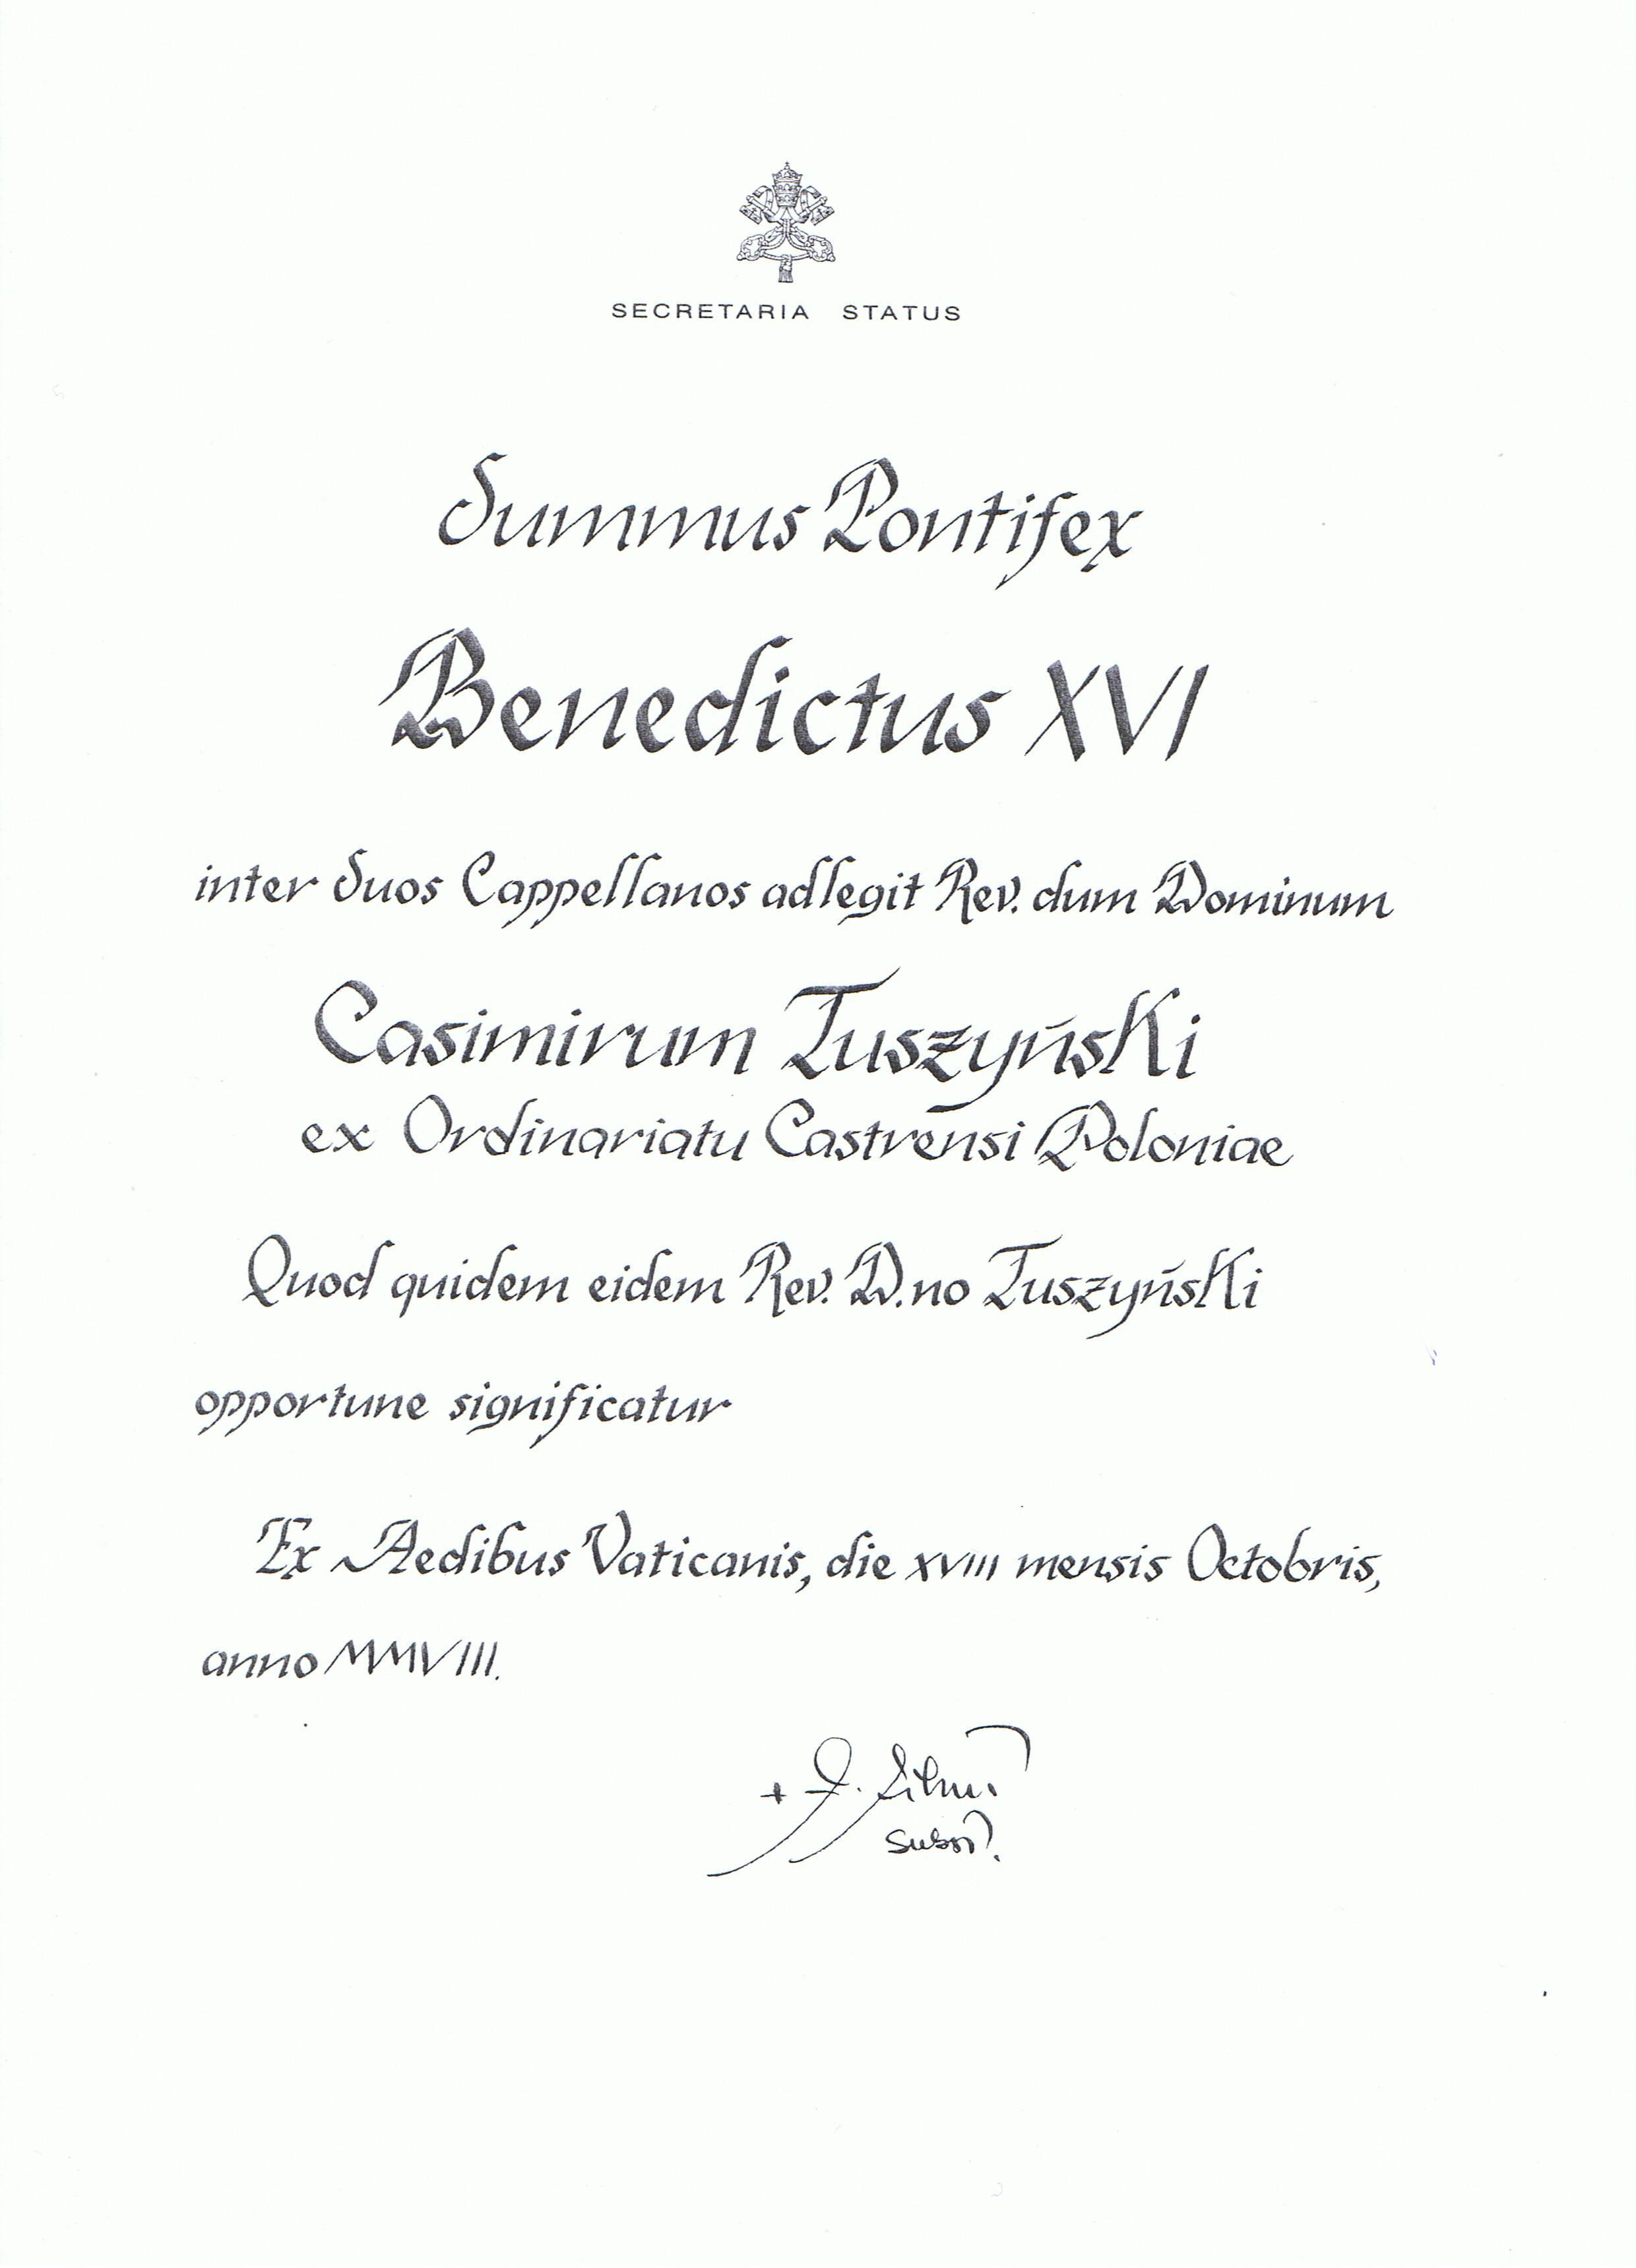 SECRETARIA STATUS
Summus Pontifex
Benedictus XVI
inter Suos Cappellanos adlegit Rev.dum Dominum
Casimirum Tuszyński
ex Ordinariatu Castrensi Poloniae
Quod quidem eidem Rev. D.no Tuszyński
opportune significatur
Ex Aedibus Vaticanis, die XVIII mensis Octobris,
anno MMVIII.